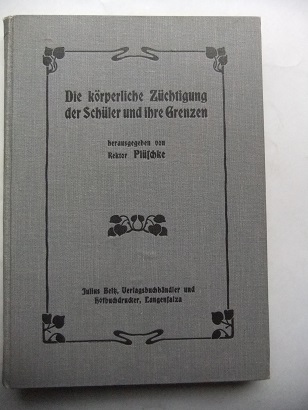 Die körperliche Züchtigung
der Schüler und ihre Grenzen
herausgegeben von
Rektor Plüschke
Julius Beltz, Verlagsbuchhändler und
Hofbuchdrucker, Langensalza